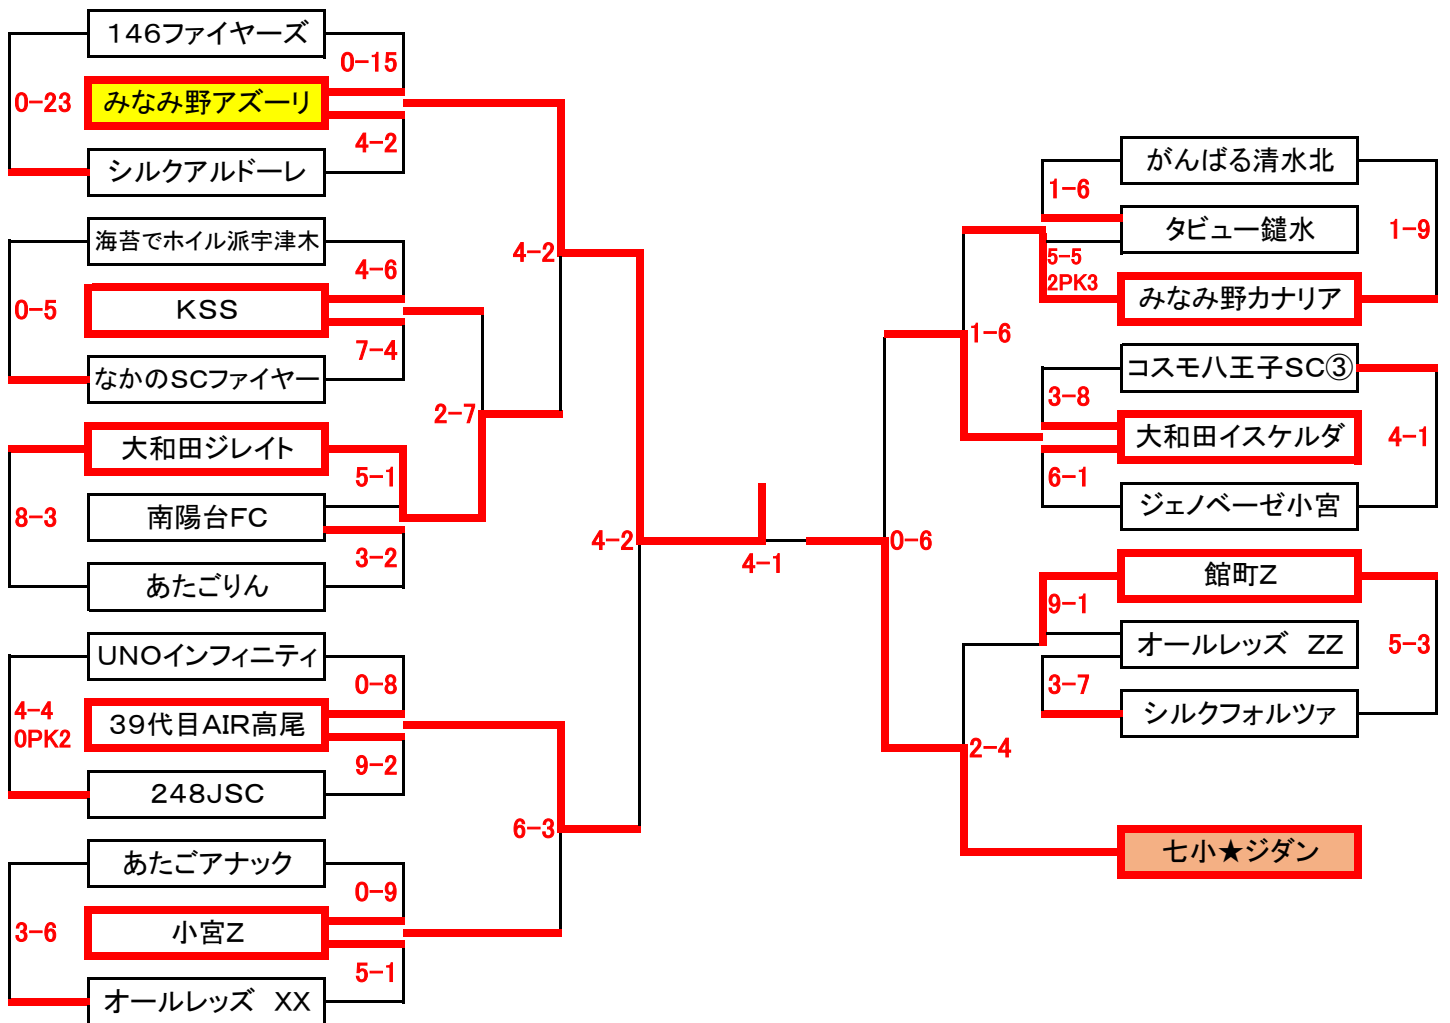 146ファイヤーズ
0-15
0-23
みなみ野アズーリ
4-2
シルクアルドーレ
海苔でホイル派宇津木
4-6
0-5
KSS
7-4
なかのSCファイヤー
4-2
2-7
大和田ジレイト
5-1
8-3
南陽台FC
3-2
あたごりん
4-2
4-1
UNOインフィニティ
0-8
4-4
0PK2
39代目AIR高尾
9-2
248JSC
6-3
あたごアナック
0-9
3-6
小宮Z
5-1
オールレッズ XX
がんばる清水北
1-6
タビュー鑓水
1-9
5-5
2PK3
みなみ野カナリア
1-6
コスモ八王子SC③
3-8
大和田イスケルダ
4-1
6-1
ジェノベーゼ小宮
0-6
館町Z
9-1
オールレッズ ZZ
5-3
3-7
シルクフォルツァ
2-4
七小★ジダン